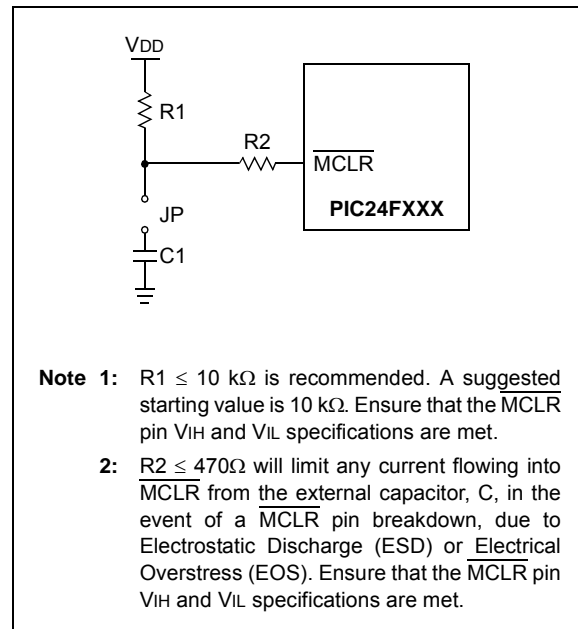 VDD
R1
R2
MCLR
JP
PIC24FXXX
C1
Note 1: R1 ≤ 10 kΩ is recommended. A suggested
starting value is 10 kΩ. Ensure that the MCLR
pin VIH and VIL specifications are met.
2: R2 ≤ 470Ω will limit any current flowing into
MCLR from the external capacitor, C, in the
event of a MCLR pin breakdown, due to
Electrostatic Discharge (ESD) or Electrical
Overstress (EOS). Ensure that the MCLR pin
VIH and VIL specifications are met.